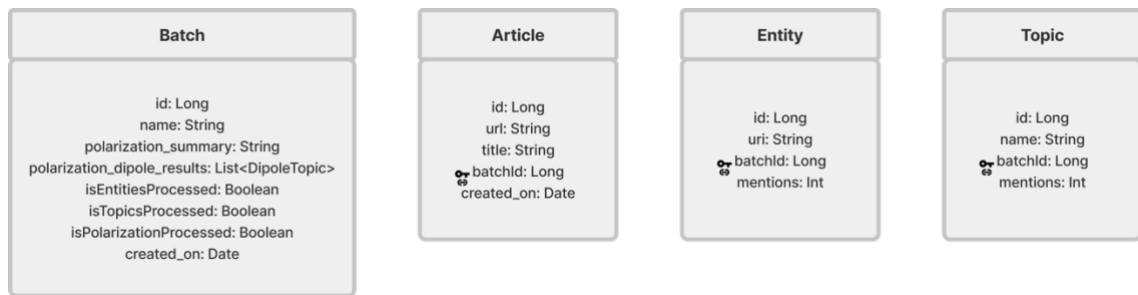 Batch
id: Long
name: String
polarization_summary: String
polarization_dipole_results: List<DipoleTopic>
isEntitiesProcessed: Boolean
isTopicsProcessed: Boolean
isPolarizationProcessed: Boolean
created_on: Date
Article
id: Long
url: String
title: String
batchId: Long
created_on: Date
Entity
id: Long
uri: String
batchId: Long
mentions: Int
Topic
id: Long
name: String
batchId: Long
mentions: Int